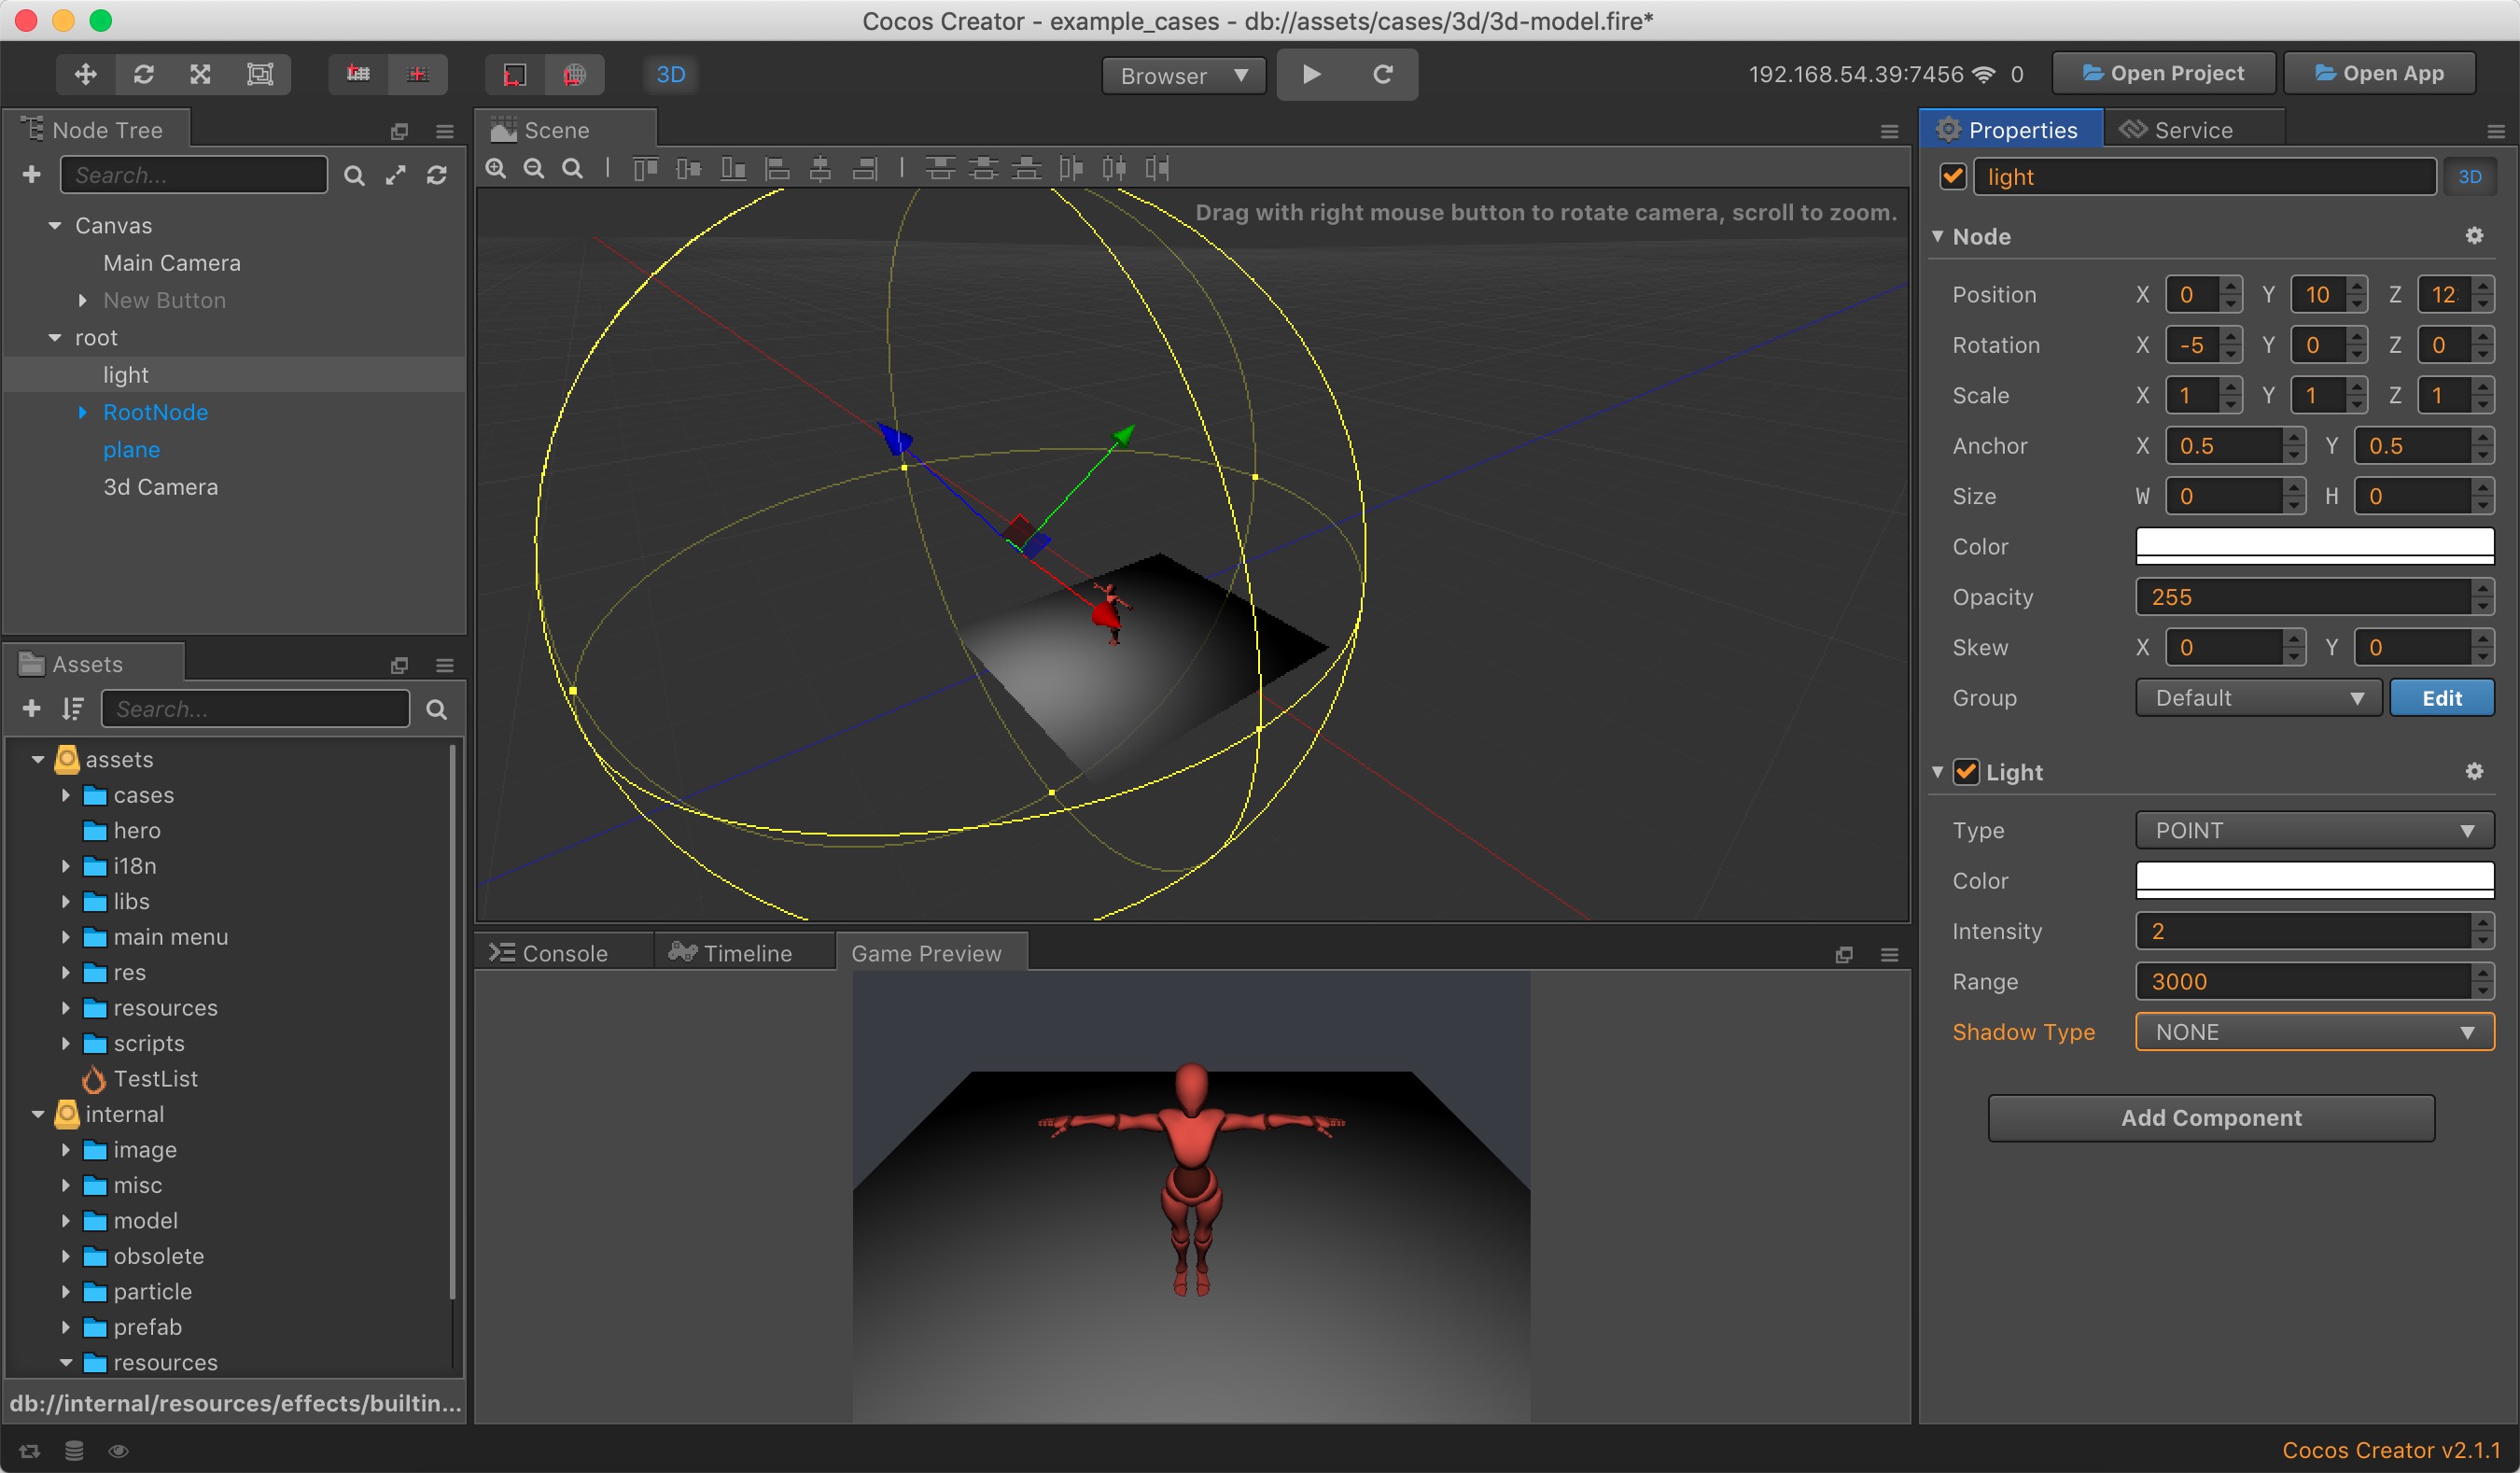 Cocos Creator - example_cases - db://assets/cases/3d/3d-model.fire*
3D
Browser
192.168.54.39:7456 0
Open Project
Open App
Node Tree
Search...
Canvas
Main Camera
New Button
root
light
RootNode
plane
3d Camera
Assets
Search...
assets
cases
hero
i18n
libs
main menu
res
resources
scripts
TestList
internal
image
misc
model
obsolete
particle
prefab
resources
db://internal/resources/effects/builtin...
Scene
Drag with right mouse button to rotate camera, scroll to zoom.
Console
Timeline
Game Preview
Properties
Service
light
3D
Node
Position X 0 Y 10 Z 12
Rotation X -5 Y 0 Z 0
Scale X 1 Y 1 Z 1
Anchor X 0.5 Y 0.5
Size W 0 H 0
Color
Opacity 255
Skew X 0 Y 0
Group Default Edit
Light
Type POINT
Color
Intensity 2
Range 3000
Shadow Type NONE
Add Component
Cocos Creator v2.1.1